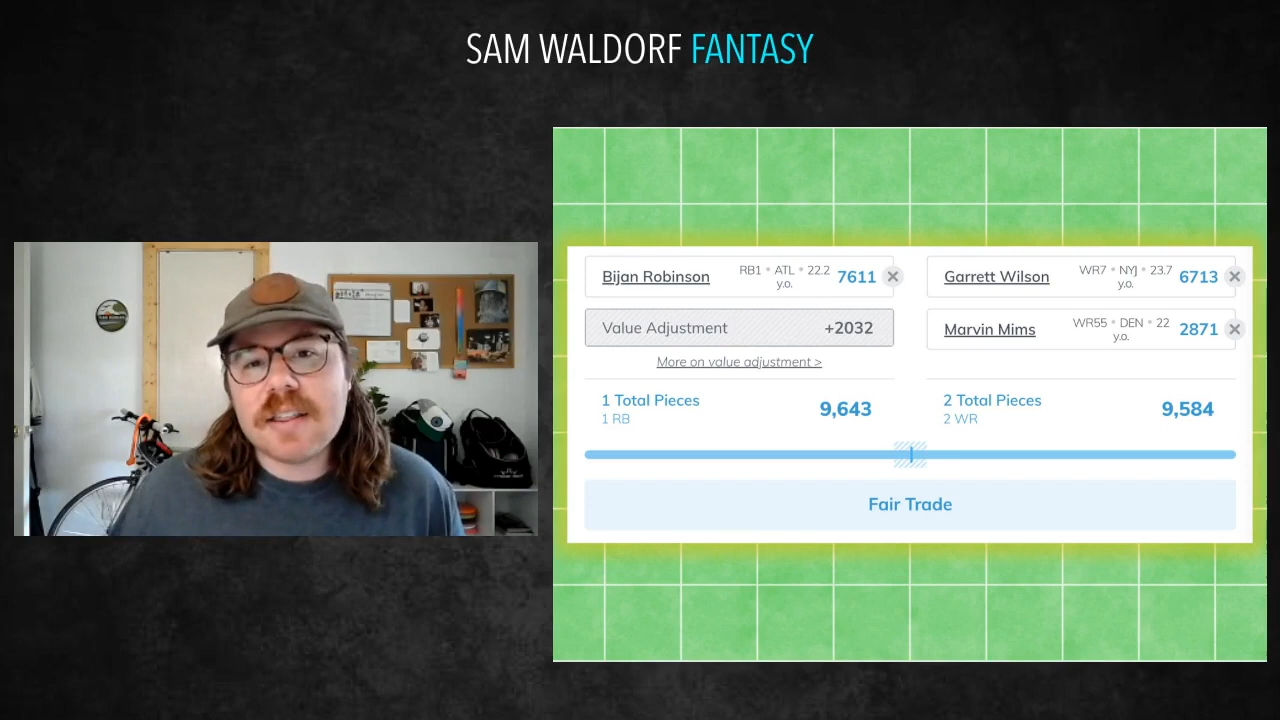 SAM WALDORF FANTASY
Bijan Robinson
RB1 • ATL • 22.2
y.o.
7611
Value Adjustment
+2032
More on value adjustment >
1 Total Pieces
1 RB
9,643
Garrett Wilson
WR7 • NYJ • 23.7
y.o.
6713
Marvin Mims
WR55 • DEN • 22
y.o.
2871
2 Total Pieces
2 WR
9,584
Fair Trade